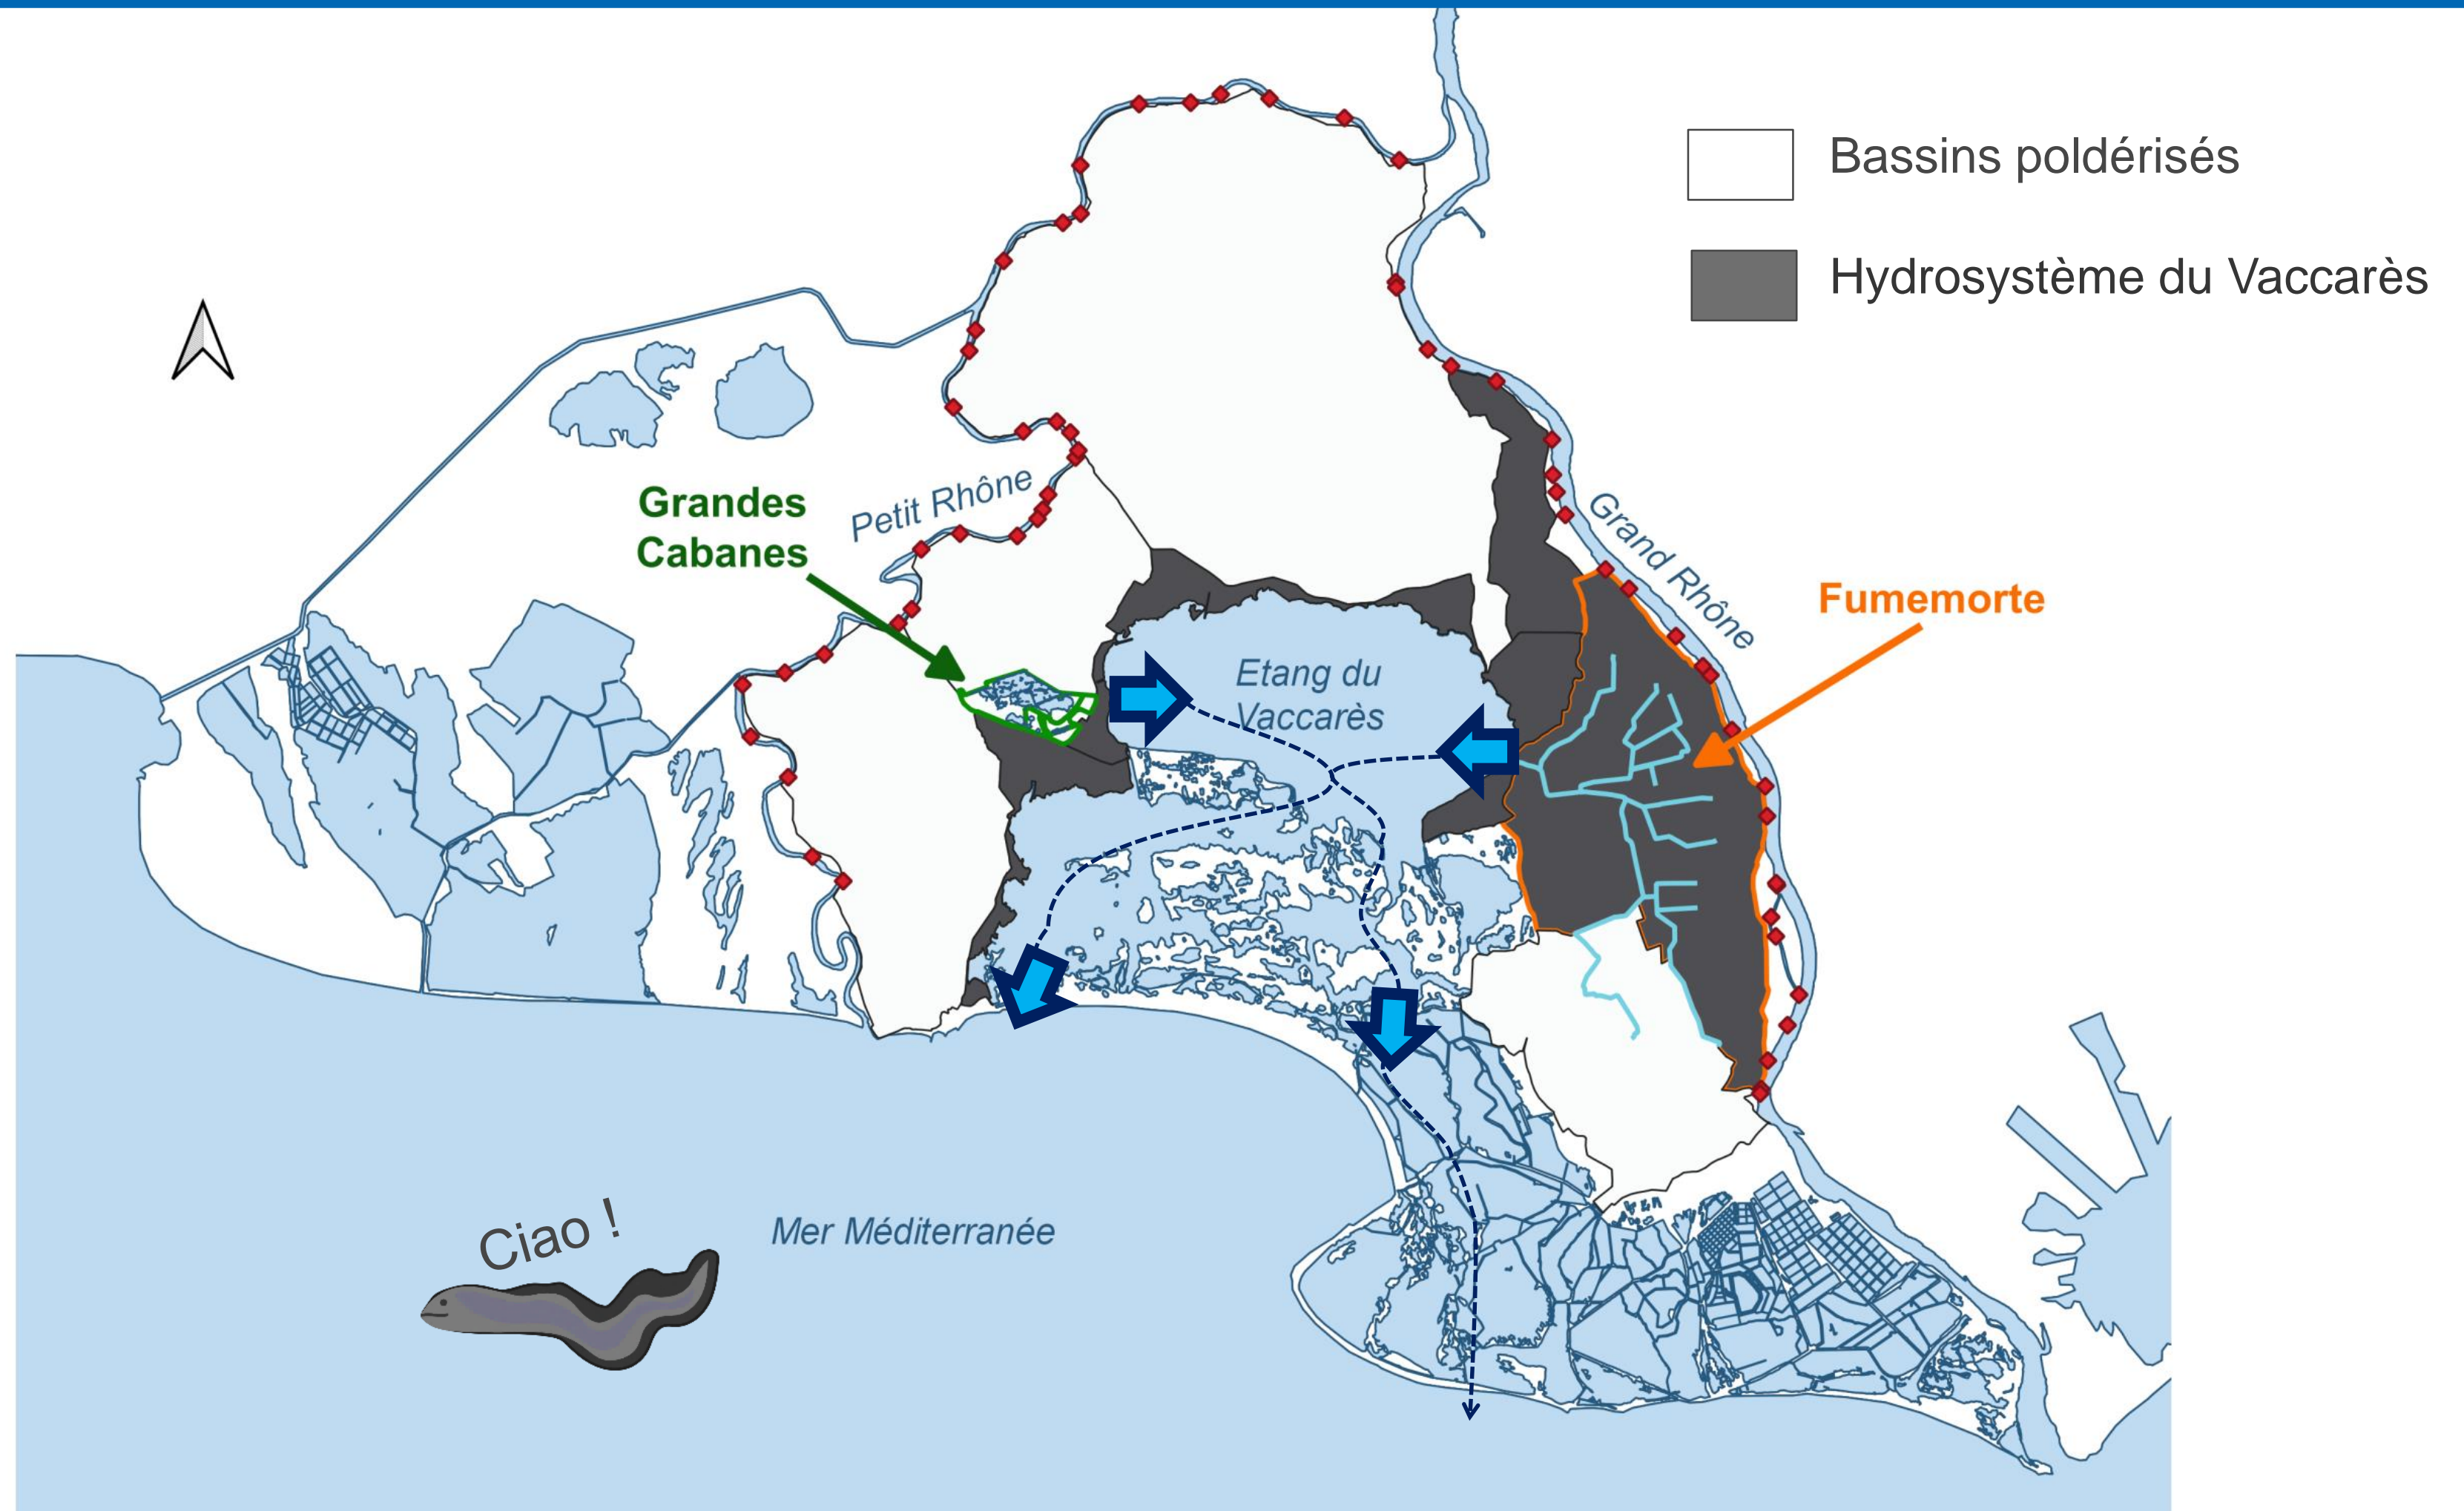 Bassins poldérisés
Hydrosystème du Vaccarès
Grandes
Cabanes
Petit Rhône
Grand Rhône
Fumemorte
Etang du
Vaccarès
Ciao !
Mer Méditerranée